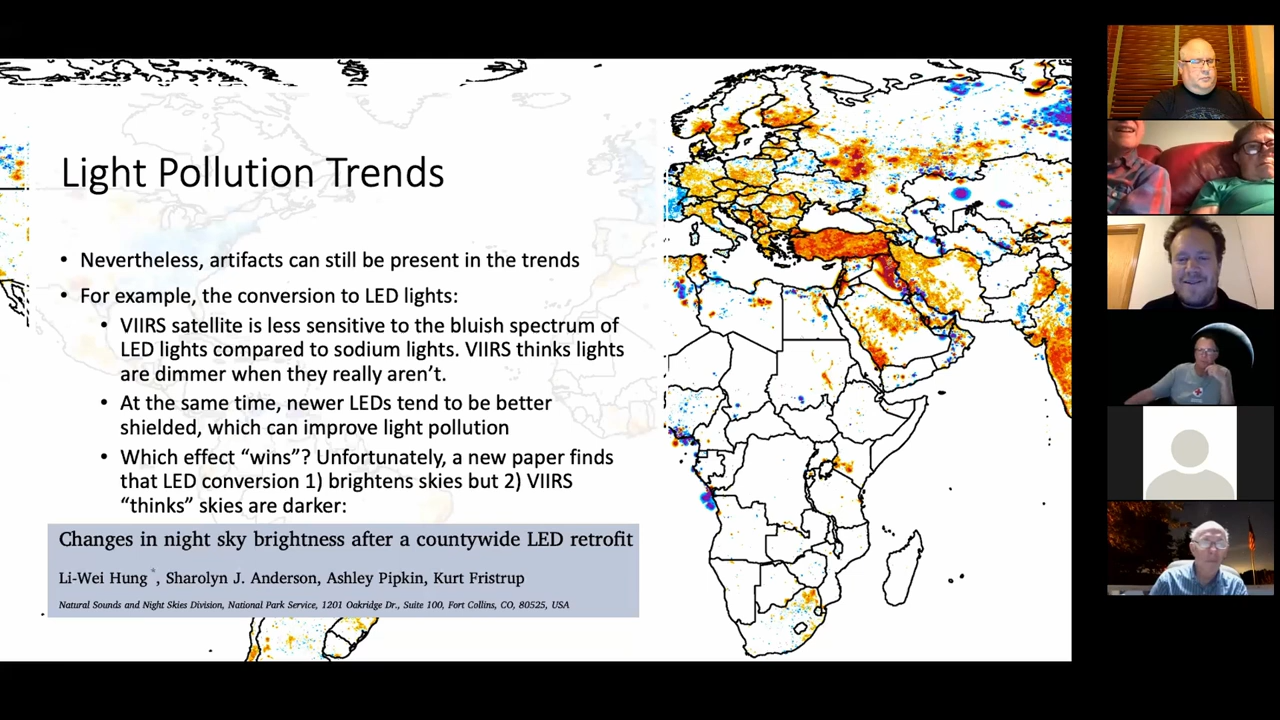 Light Pollution Trends
• Nevertheless, artifacts can still be present in the trends
• For example, the conversion to LED lights:
• VIIRS satellite is less sensitive to the bluish spectrum of
LED lights compared to sodium lights. VIIRS thinks lights
are dimmer when they really aren't.
• At the same time, newer LEDs tend to be better
shielded, which can improve light pollution
• Which effect “wins”? Unfortunately, a new paper finds
that LED conversion 1) brightens skies but 2) VIIRS
“thinks” skies are darker:
Changes in night sky brightness after a countywide LED retrofit
Li-Wei Hung *, Sharolyn J. Anderson, Ashley Pipkin, Kurt Fristrup
Natural Sounds and Night Skies Division, National Park Service, 1201 Oakridge Dr., Suite 100, Fort Collins, CO, 80525, USA